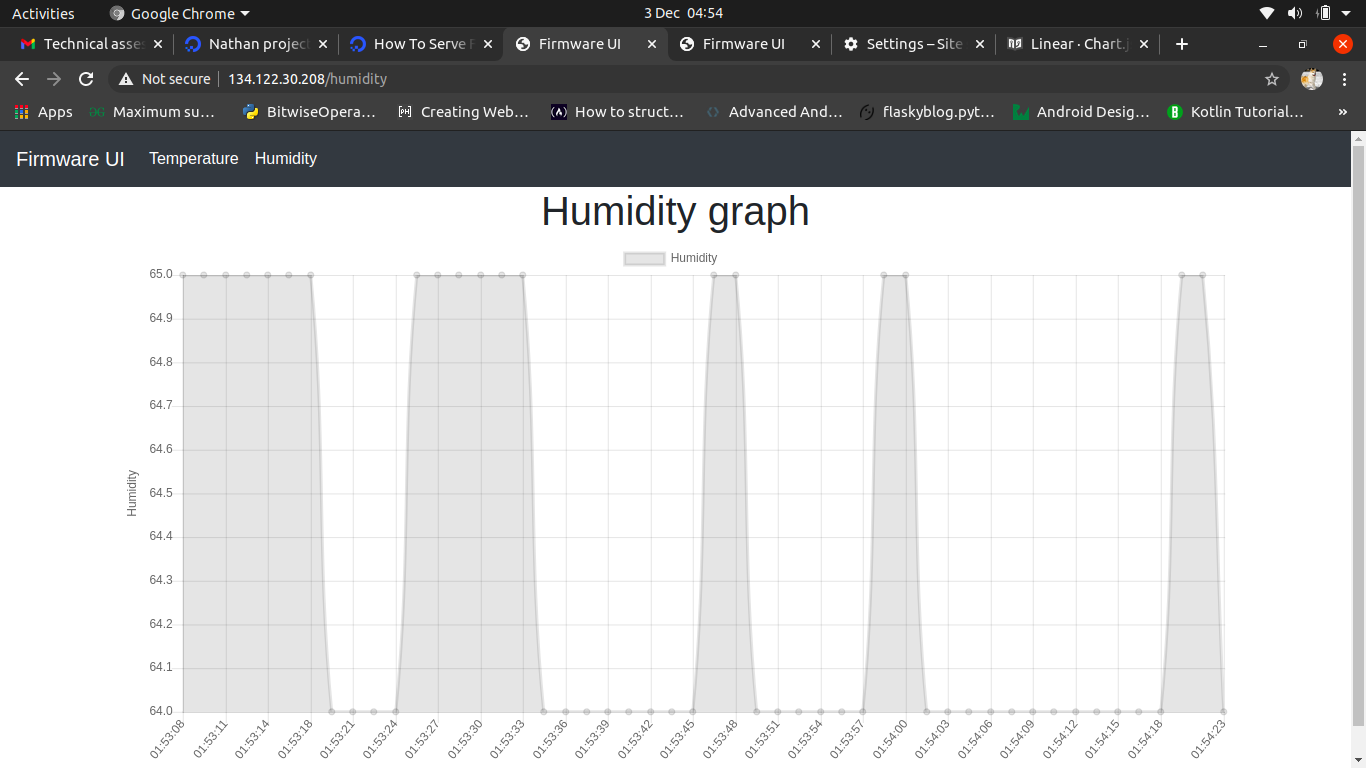 Activities Google Chrome 3 Dec 04:54
Technical asses Nathan project How To Serve F Firmware UI Firmware UI Settings – Site Linear · Chart.j
Not secure 134.122.30.208/humidity
Apps Maximum su... BitwiseOpera... Creating Web... How to struct... Advanced And... flaskyblog.pyt... Android Desig... Kotlin Tutorial... »
Firmware UI Temperature Humidity
Humidity graph
Humidity
65.0
64.9
64.8
64.7
64.6
64.5
64.4
64.3
64.2
64.1
64.0
Humidity
01:53:08 01:53:11 01:53:14 01:53:18 01:53:21 01:53:24 01:53:27 01:53:30 01:53:33 01:53:36 01:53:39 01:53:42 01:53:45 01:53:48 01:53:51 01:53:54 01:53:57 01:54:00 01:54:03 01:54:06 01:54:09 01:54:12 01:54:15 01:54:18 01:54:23